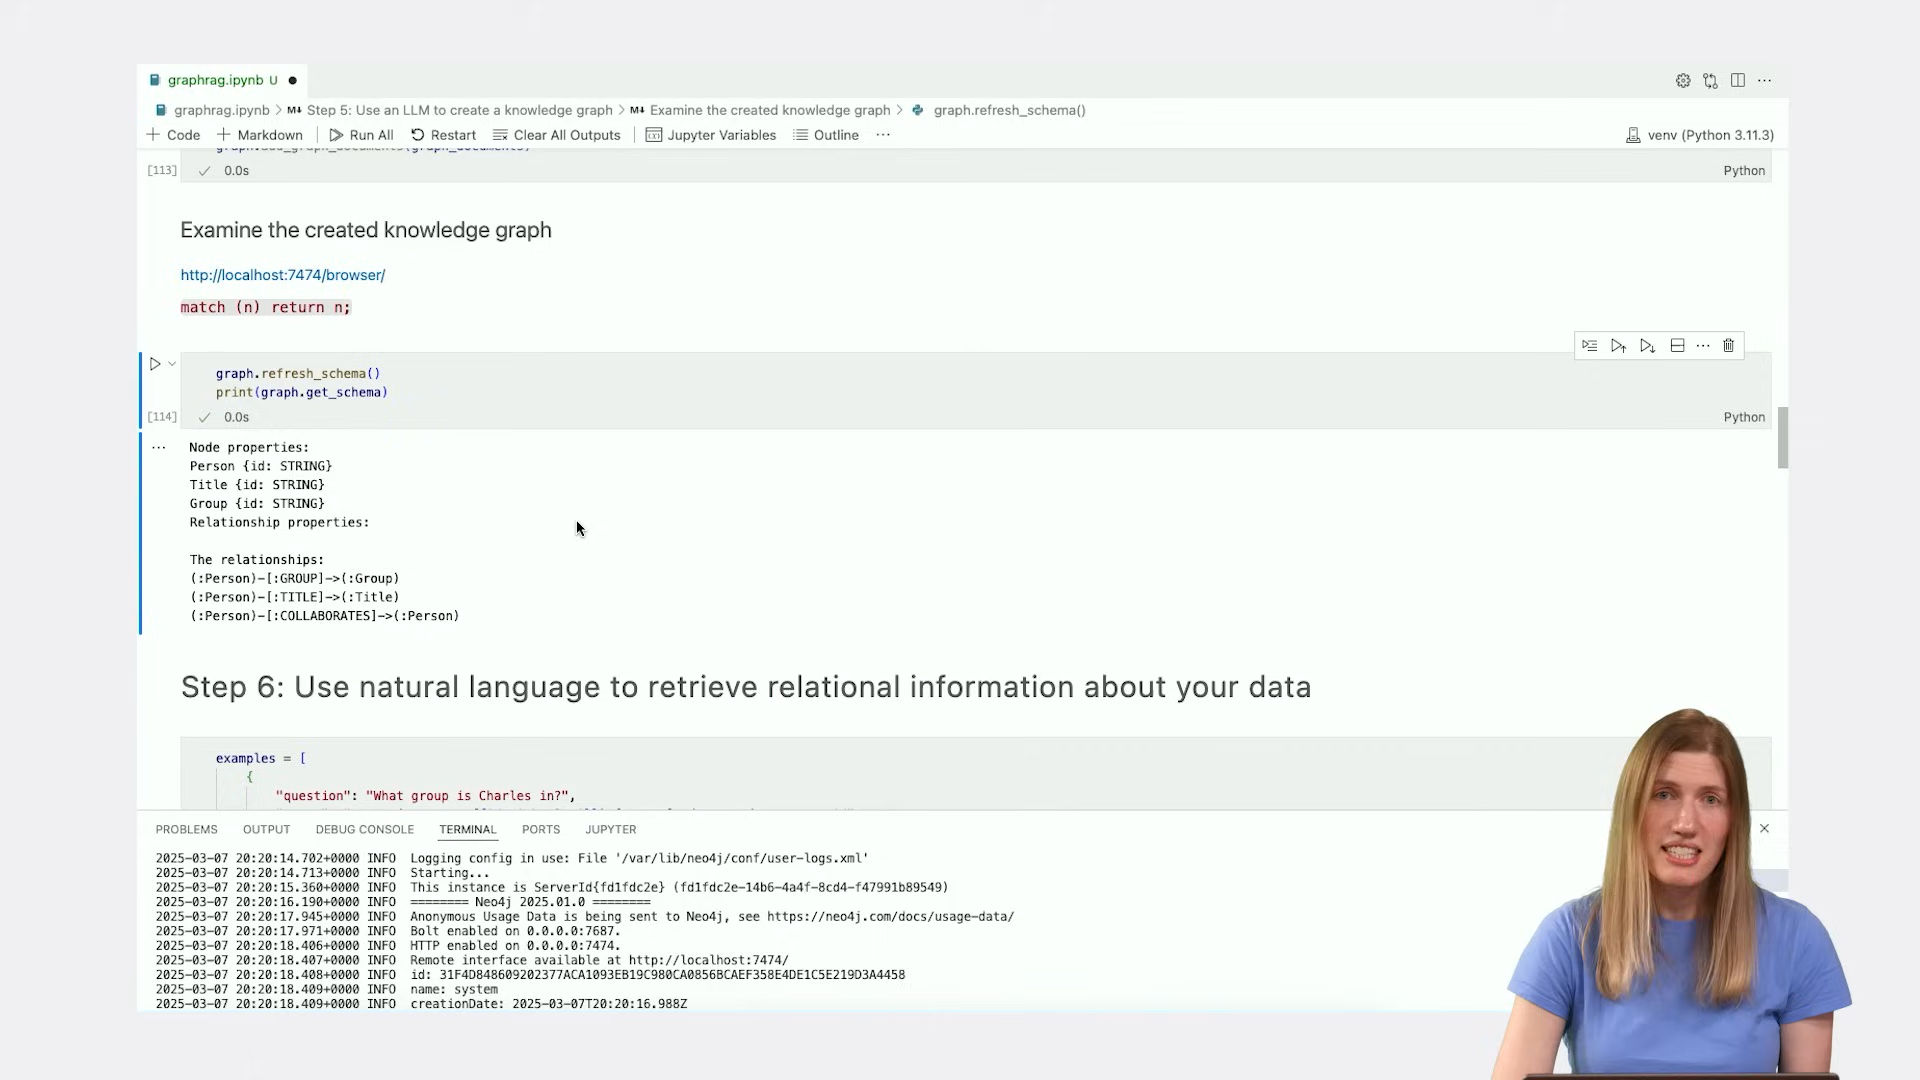 graphrag.ipynb U
graphrag.ipynb > M↓ Step 5: Use an LLM to create a knowledge graph > M↓ Examine the created knowledge graph > graph.refresh_schema()
+ Code + Markdown Run All Restart Clear All Outputs Jupyter Variables Outline ... venv (Python 3.11.3)
graph.add_graph_documents(graph_documents)
[113] 0.0s Python
Examine the created knowledge graph
http://localhost:7474/browser/
match (n) return n;
graph.refresh_schema()
print(graph.get_schema)
[114] 0.0s Python
Node properties:
Person {id: STRING}
Title {id: STRING}
Group {id: STRING}
Relationship properties:
The relationships:
(:Person)-[:GROUP]->(:Group)
(:Person)-[:TITLE]->(:Title)
(:Person)-[:COLLABORATES]->(:Person)
Step 6: Use natural language to retrieve relational information about your data
examples = [
{
"question": "What group is Charles in?",
PROBLEMS OUTPUT DEBUG CONSOLE TERMINAL PORTS JUPYTER
2025-03-07 20:20:14.702+0000 INFO Logging config in use: File '/var/lib/neo4j/conf/user-logs.xml'
2025-03-07 20:20:14.713+0000 INFO Starting...
2025-03-07 20:20:15.360+0000 INFO This instance is ServerId{fd1fdc2e} (fd1fdc2e-14b6-4a4f-8cd4-f47991b89549)
2025-03-07 20:20:16.190+0000 INFO ======== Neo4j 2025.01.0 ========
2025-03-07 20:20:17.945+0000 INFO Anonymous Usage Data is being sent to Neo4j, see https://neo4j.com/docs/usage-data/
2025-03-07 20:20:17.971+0000 INFO Bolt enabled on 0.0.0.0:7687.
2025-03-07 20:20:18.406+0000 INFO HTTP enabled on 0.0.0.0:7474.
2025-03-07 20:20:18.407+0000 INFO Remote interface available at http://localhost:7474/
2025-03-07 20:20:18.408+0000 INFO id: 31F4D848609202377ACA1093EB19C980CA0856BCAEF358E4DE1C5E219D3A4458
2025-03-07 20:20:18.409+0000 INFO name: system
2025-03-07 20:20:18.409+0000 INFO creationDate: 2025-03-07T20:20:16.988Z